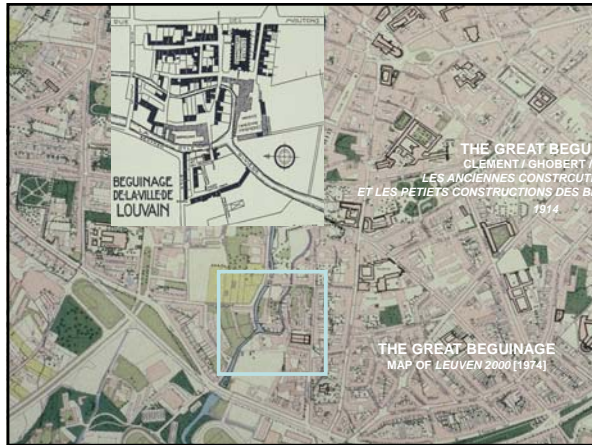 RUE DES MOUTONS
BEGUINAGE
DE LA VILLE DE
LOUVAIN
THE GREAT BEGU
CLEMENT / GHOBERT /
LES ANCIENNES CONSTRCUTI
ET LES PETIETS CONSTRUCTIONS DES B
1914
THE GREAT BEGUINAGE
MAP OF LEUVEN 2000 [1974]